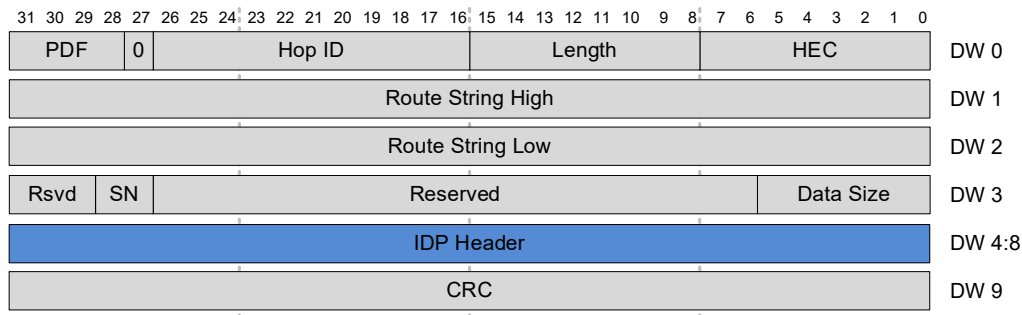 31 30 29 28 27 26 25 24 23 22 21 20 19 18 17 16 15 14 13 12 11 10 9 8 7 6 5 4 3 2 1 0
PDF 0 Hop ID Length HEC DW 0
Route String High DW 1
Route String Low DW 2
Rsvd SN Reserved Data Size DW 3
IDP Header DW 4:8
CRC DW 9